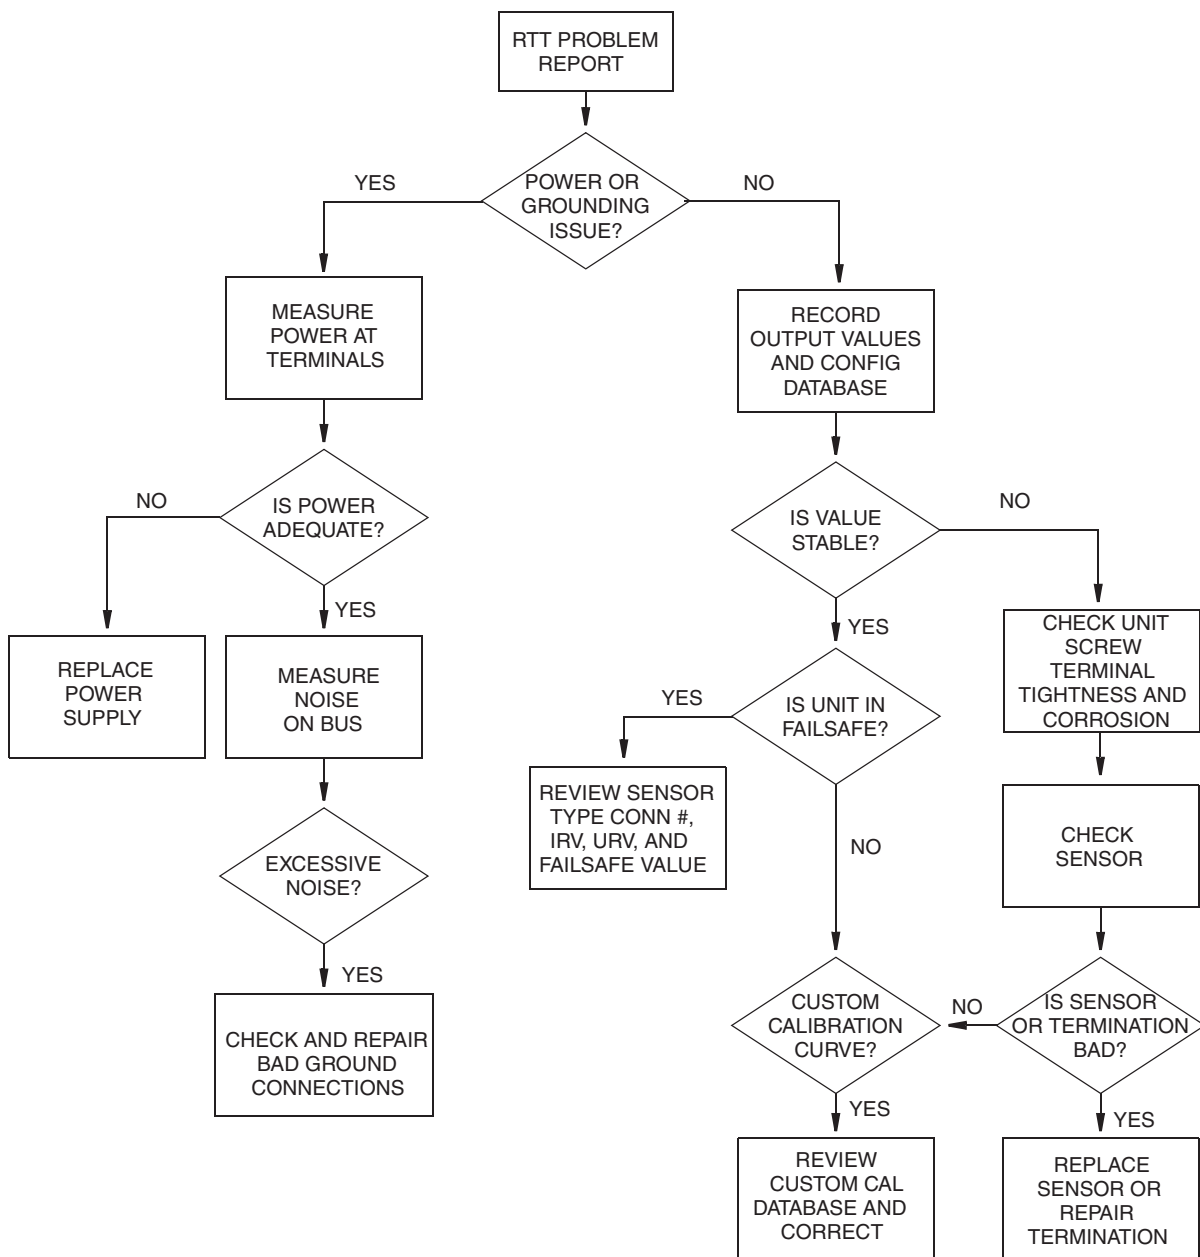 RTT PROBLEM
REPORT
YES
POWER OR
GROUNDING
ISSUE?
NO
MEASURE
POWER AT
TERMINALS
RECORD
OUTPUT VALUES
AND CONFIG
DATABASE
NO
IS POWER
ADEQUATE?
YES
IS VALUE
STABLE?
NO
YES
REPLACE
POWER
SUPPLY
MEASURE
NOISE
ON BUS
YES
IS UNIT IN
FAILSAFE?
NO
CHECK UNIT
SCREW
TERMINAL
TIGHTNESS AND
CORROSION
REVIEW SENSOR
TYPE CONN #,
IRV, URV, AND
FAILSAFE VALUE
CHECK
SENSOR
EXCESSIVE
NOISE?
YES
CHECK AND REPAIR
BAD GROUND
CONNECTIONS
CUSTOM
CALIBRATION
CURVE?
YES
NO
IS SENSOR
OR TERMINATION
BAD?
YES
REVIEW
CUSTOM CAL
DATABASE AND
CORRECT
REPLACE
SENSOR OR
REPAIR
TERMINATION